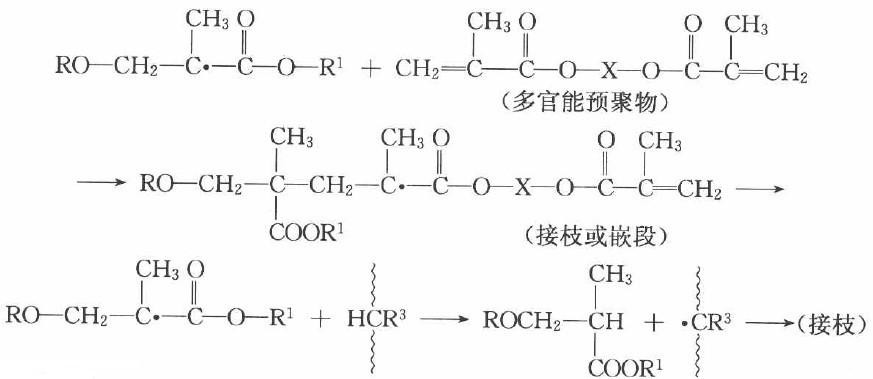 CH₃ O O CH₃
RO—CH₂—C·—C—O—R¹ + CH₂=C—C—O—X—O—C—C=CH₂
(多官能预聚物)
CH₃ CH₃ O O CH₃
→ RO—CH₂—C—CH₂—C·—C—O—X—O—C—C=CH₂ →
COOR¹ (接枝或嵌段)
CH₃ O CH₃
RO—CH₂—C·—C—O—R¹ + HCR³ → ROCH₂—CH + ·CR³ →(接枝)
COOR¹